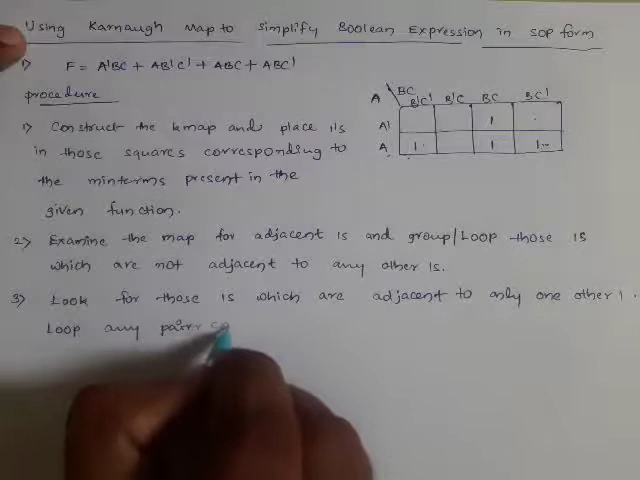 Using Karnaugh Map to simplify Boolean Expression in SOP form
1) F = A'BC + AB'C' + ABC + ABC'
procedure
A BC
B'C' B'C BC BC'
A' 1
A 1 1 1
1) Construct the kmap and place 1s
in those squares corresponding to
the minterms present in the
given function.
2) Examine the map for adjacent 1s and group/Loop those 1s
which are not adjacent to any other 1s.
3) Look for those 1s which are adjacent to only one other 1.
Loop any pair